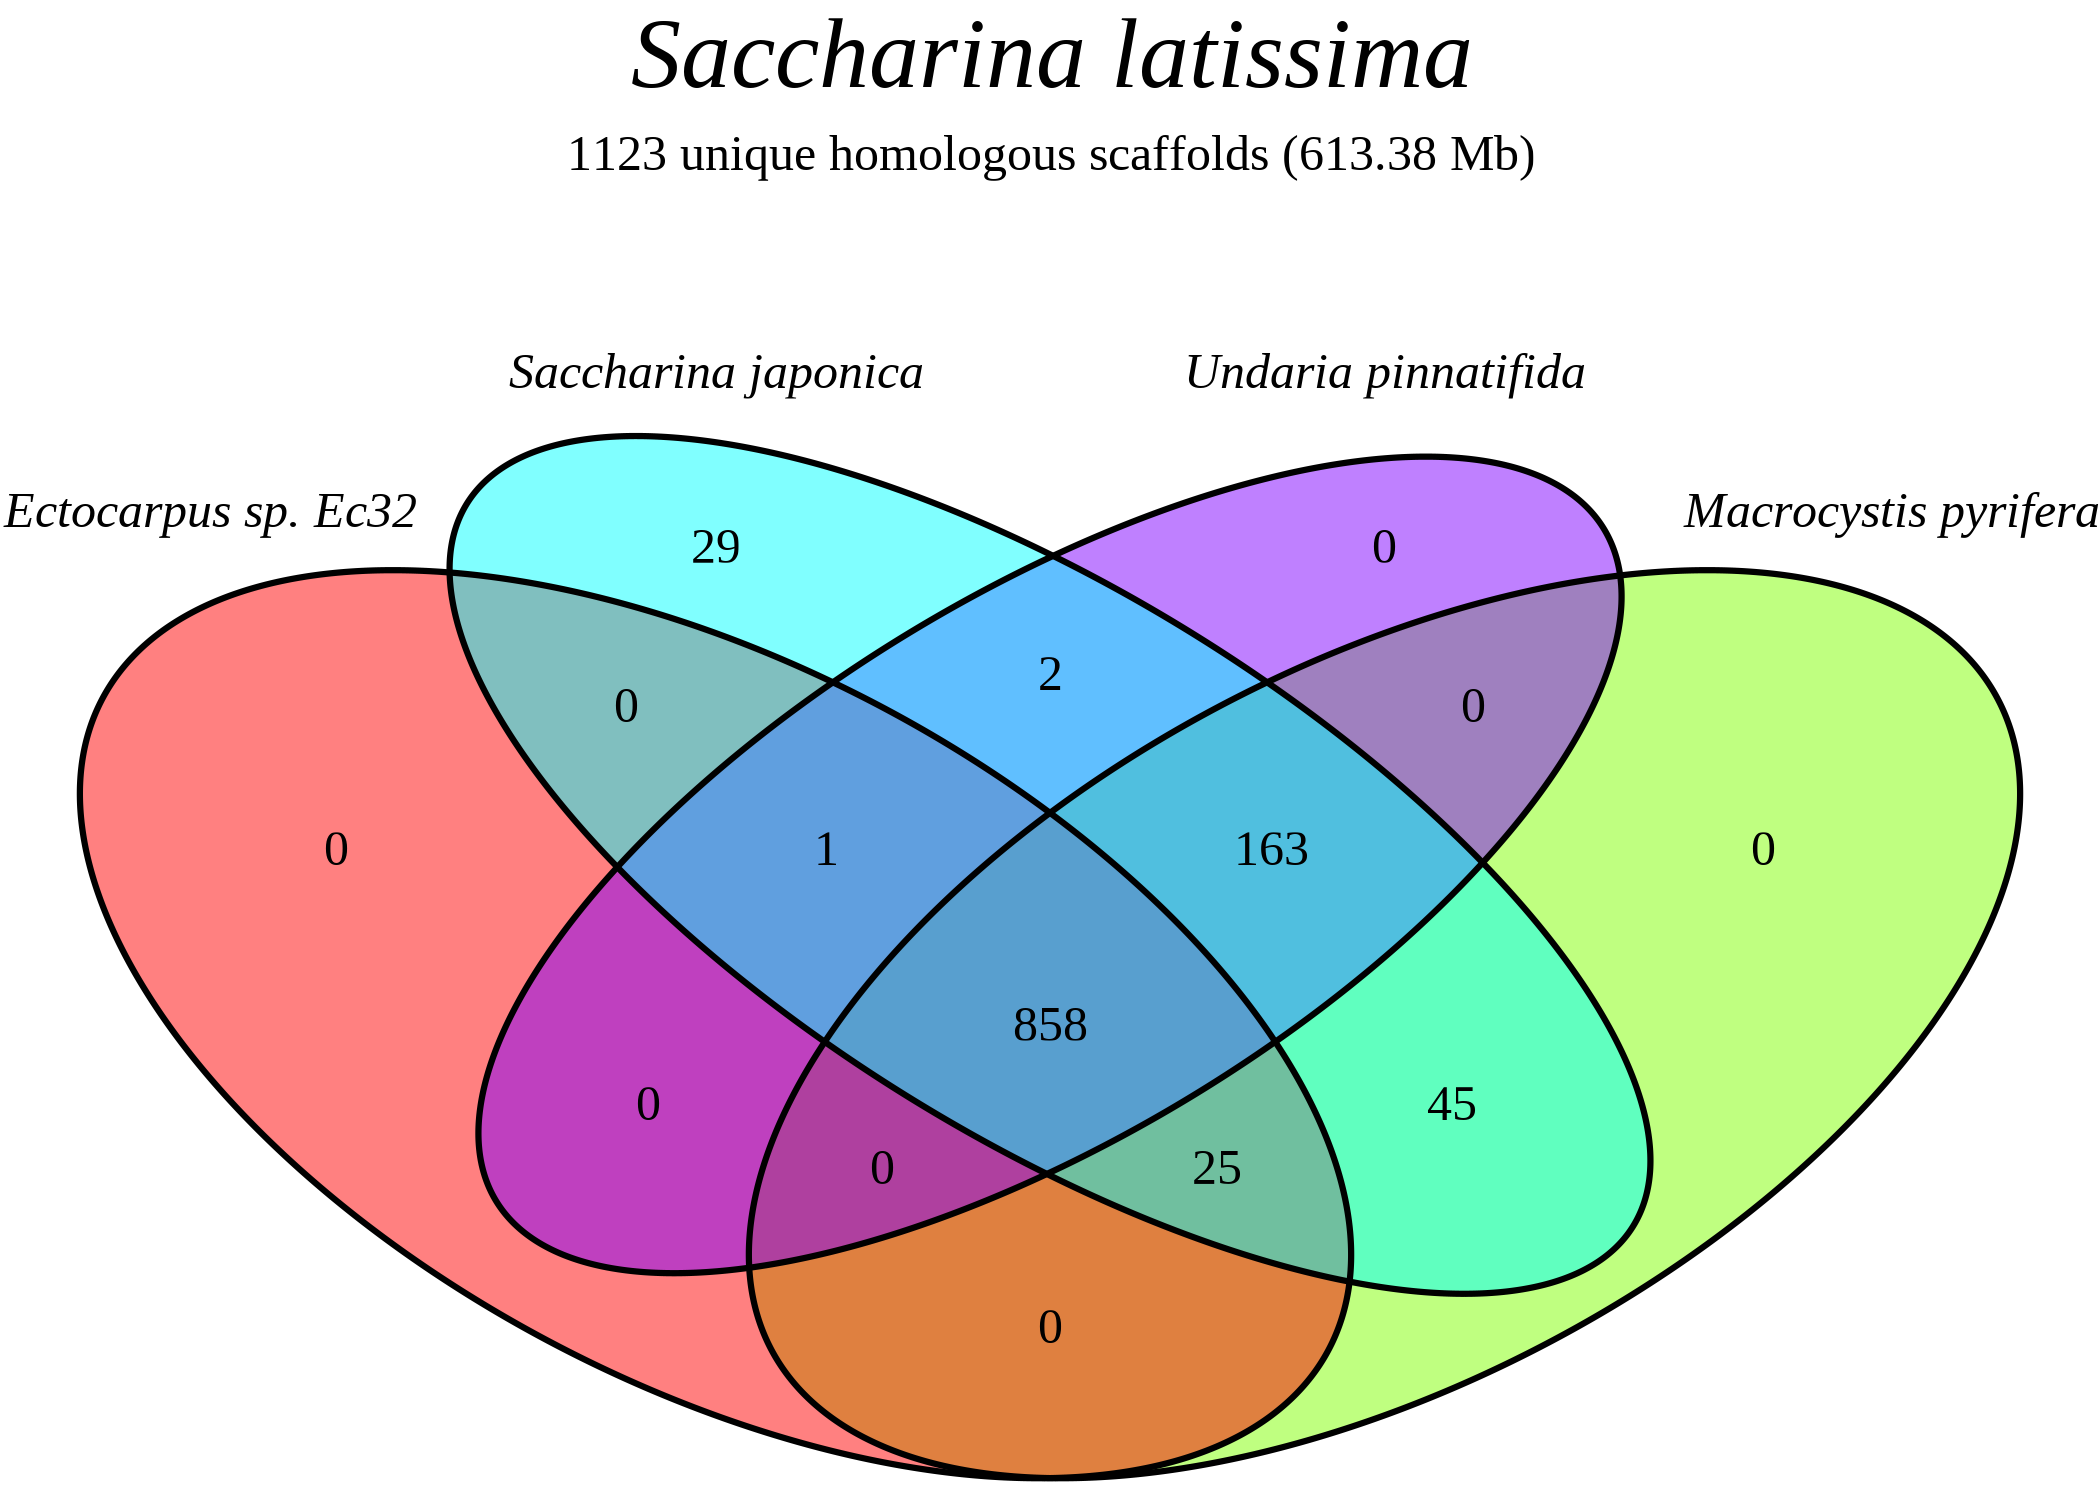 Saccharina latissima
1123 unique homologous scaffolds (613.38 Mb)
Saccharina japonica
Undaria pinnatifida
Ectocarpus sp. Ec32
Macrocystis pyrifera
29
0
2
0
0
0
1
163
0
858
0
45
0
25
0